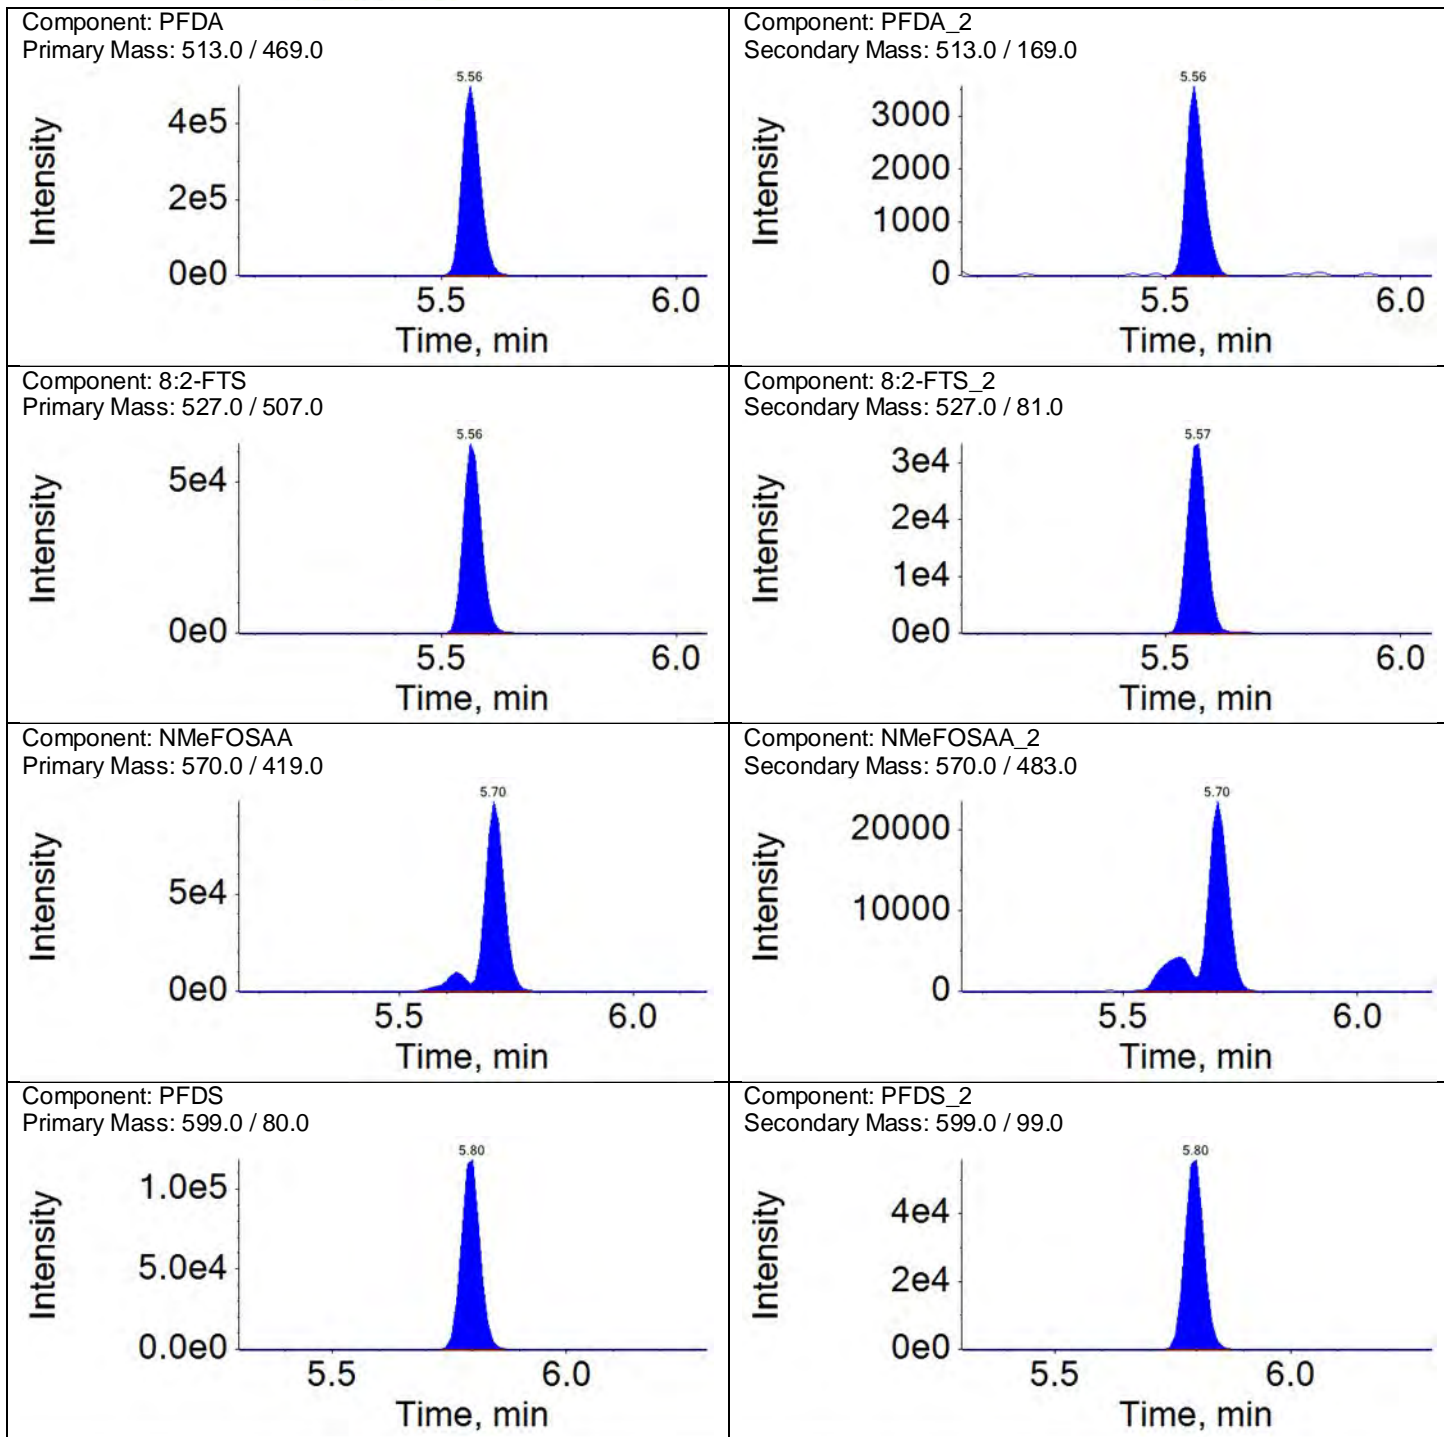 Component: PFDA
Primary Mass: 513.0 / 469.0
5.56
4e5
2e5
0e0
Intensity
5.5
6.0
Time, min
Component: PFDA_2
Secondary Mass: 513.0 / 169.0
5.56
3000
2000
1000
0
Intensity
5.5
6.0
Time, min
Component: 8:2-FTS
Primary Mass: 527.0 / 507.0
5.56
5e4
0e0
Intensity
5.5
6.0
Time, min
Component: 8:2-FTS_2
Secondary Mass: 527.0 / 81.0
5.57
3e4
2e4
1e4
0e0
Intensity
5.5
6.0
Time, min
Component: NMeFOSAA
Primary Mass: 570.0 / 419.0
5.70
5e4
0e0
Intensity
5.5
6.0
Time, min
Component: NMeFOSAA_2
Secondary Mass: 570.0 / 483.0
5.70
20000
10000
0
Intensity
5.5
6.0
Time, min
Component: PFDS
Primary Mass: 599.0 / 80.0
5.80
1.0e5
5.0e4
0.0e0
Intensity
5.5
6.0
Time, min
Component: PFDS_2
Secondary Mass: 599.0 / 99.0
5.80
4e4
2e4
0e0
Intensity
5.5
6.0
Time, min